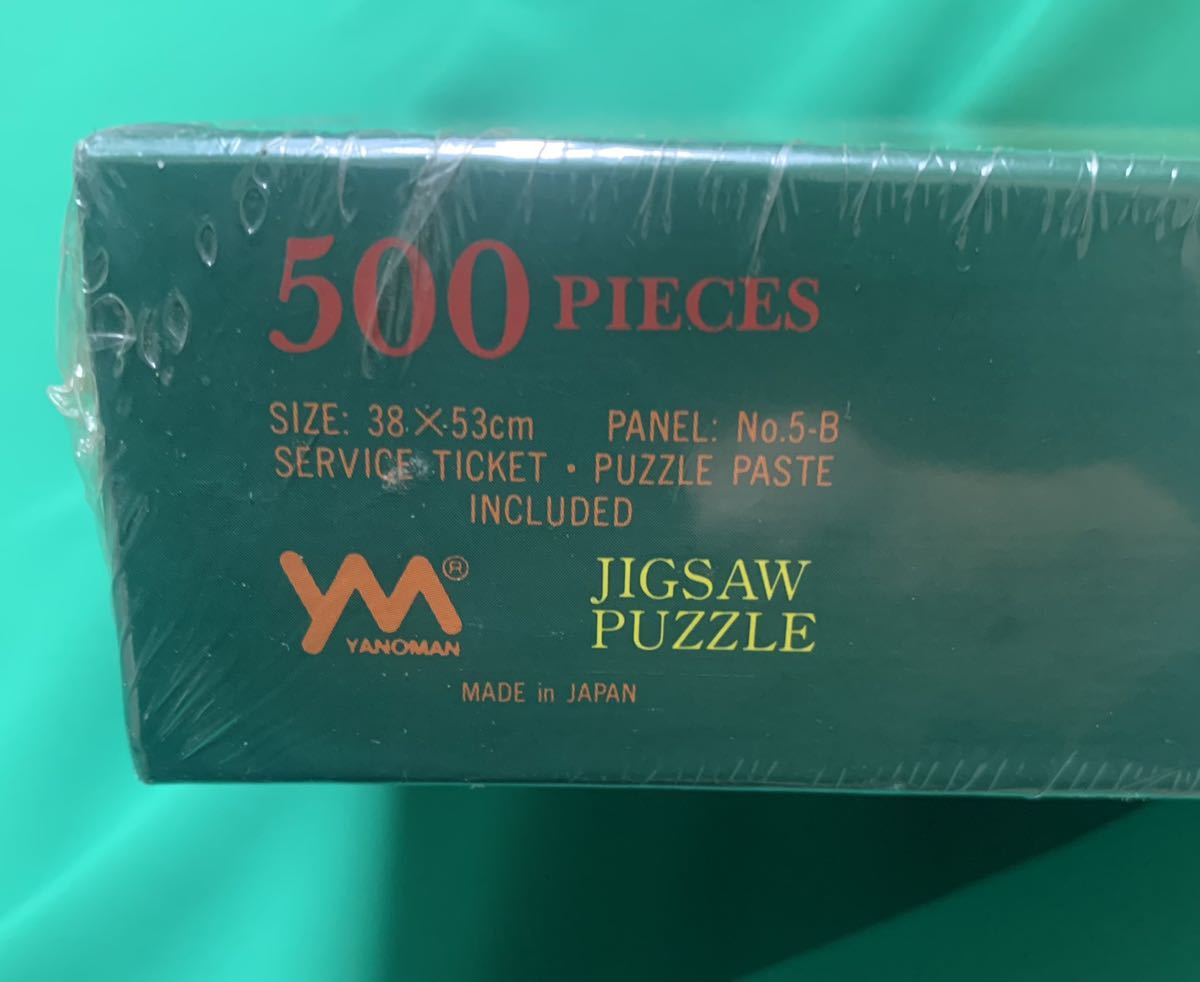 500 PIECES
SIZE: 38×53cm PANEL: No.5-B
SERVICE TICKET・PUZZLE PASTE
INCLUDED
YM®
YANOMAN
JIGSAW
PUZZLE
MADE in JAPAN